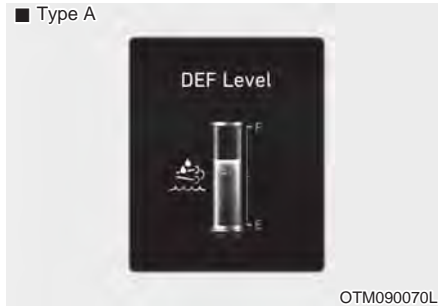 ■ Type A
DEF Level
F
E
OTM090070L